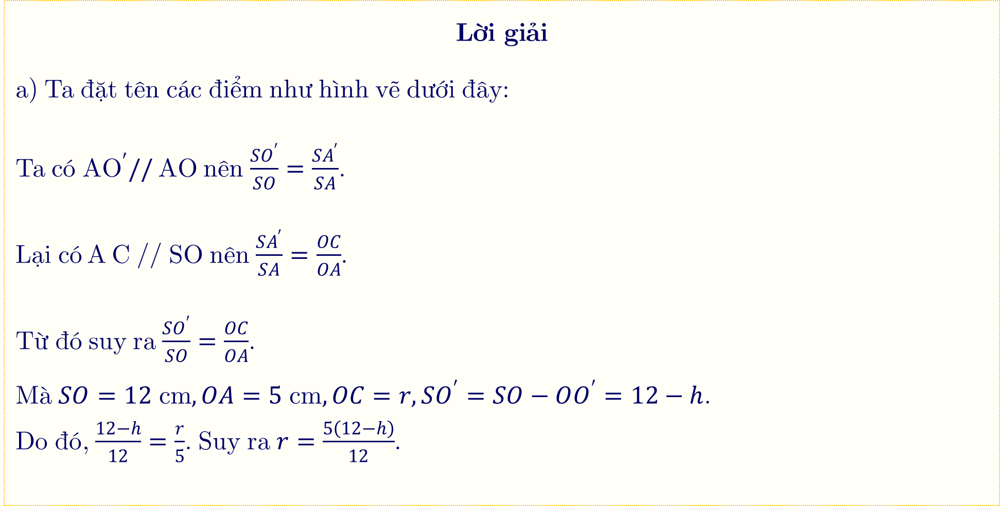 Lời giải
a) Ta đặt tên các điểm như hình vẽ dưới đây:
Ta có AO′// AO nên $\frac{SO'}{SO} = \frac{SA'}{SA}$.
Lại có A C // SO nên $\frac{SA'}{SA} = \frac{OC}{OA}$.
Từ đó suy ra $\frac{SO'}{SO} = \frac{OC}{OA}$.
Mà $SO = 12$ cm, $OA = 5$ cm, $OC = r, SO' = SO - OO' = 12 - h$.
Do đó, $\frac{12-h}{12} = \frac{r}{5}$. Suy ra $r = \frac{5(12-h)}{12}$.